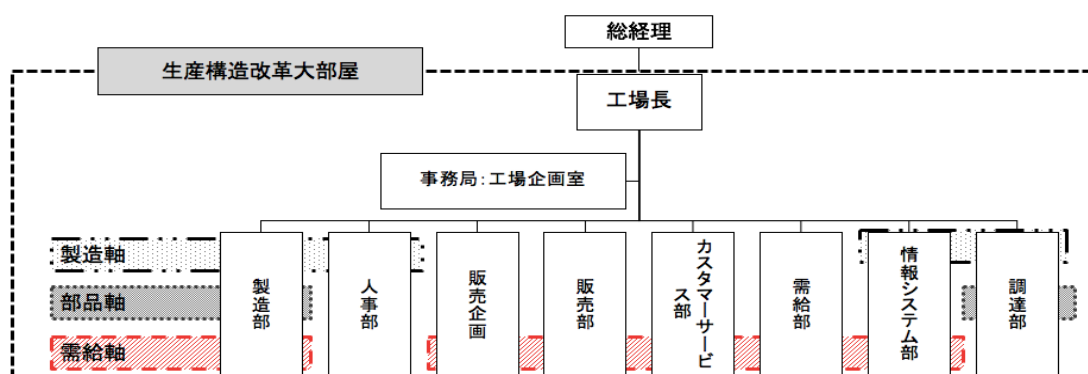 総経理
生産構造改革大部屋
工場長
事務局:工場企画室
製造軸
部品軸
需給軸
製造部
人事部
販売企画
販売部
カスタマーサービ
ス部
需給部
情報システム部
調達部